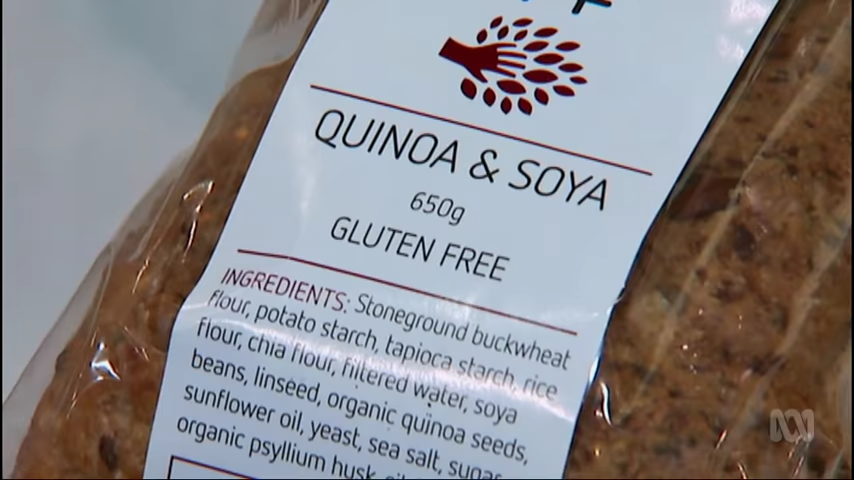 QUINOA & SOYA
650g
GLUTEN FREE
INGREDIENTS: Stoneground buckwheat
flour, potato starch, tapioca starch, rice
flour, chia flour, filtered water, soya
beans, linseed, organic quinoa seeds,
sunflower oil, yeast, sea salt, sugar
organic psyllium husk